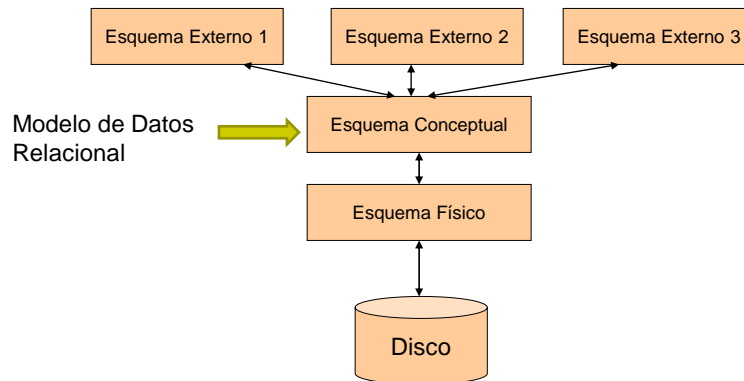 Esquema Externo 1
Esquema Externo 2
Esquema Externo 3
Modelo de Datos
Relacional
Esquema Conceptual
Esquema Físico
Disco